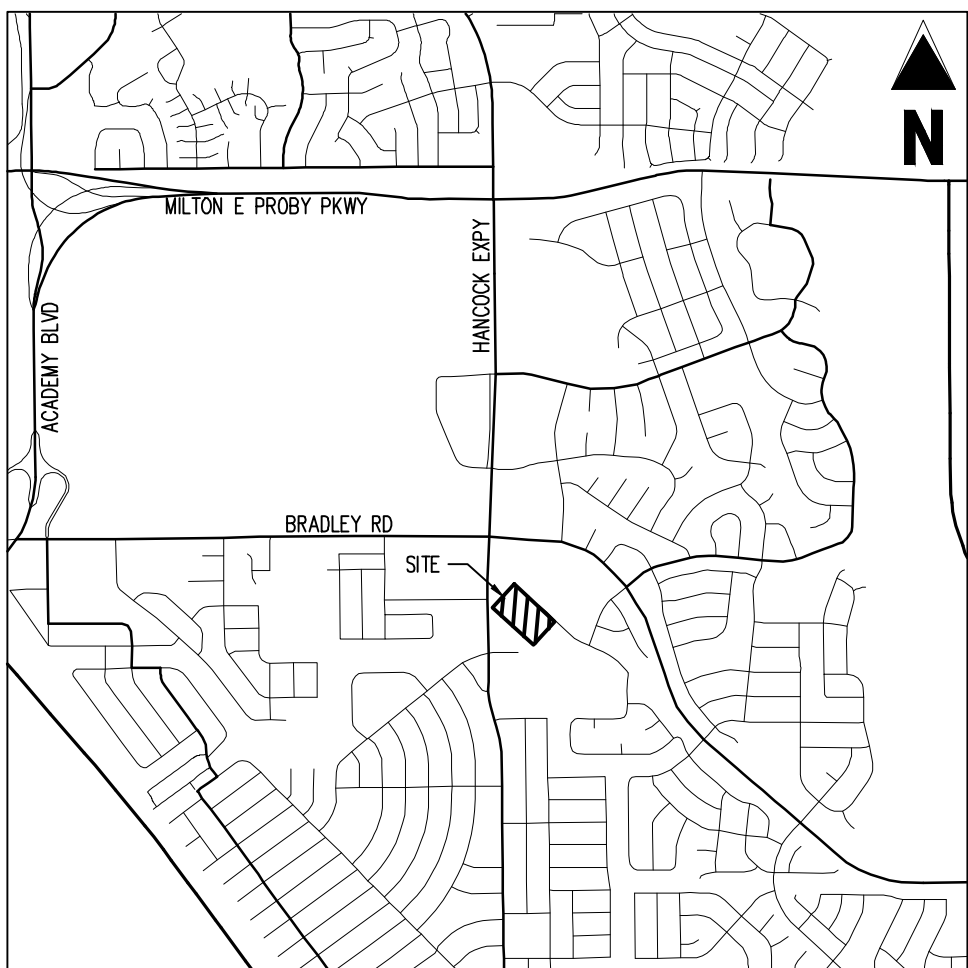 N
MILTON E PROBY PKWY
HANCOCK EXPY
ACADEMY BLVD
BRADLEY RD
SITE